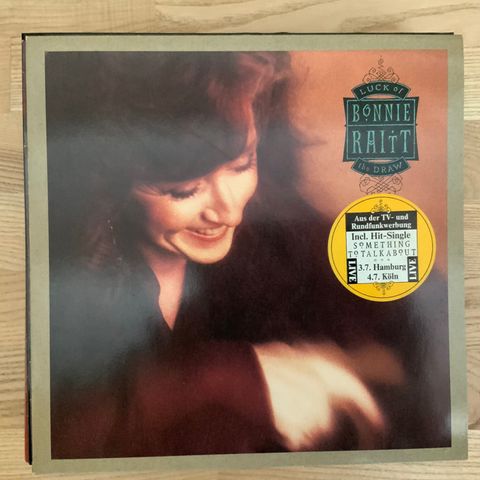 LUCK of
BONNIE
RAITT
the DRAW
Aus der TV- und
Rundfunkwerbung
Incl. Hit-Single
SOMETHING
TO TALK ABOUT
LIVE
3.7. Hamburg
4.7. Köln
LIVE